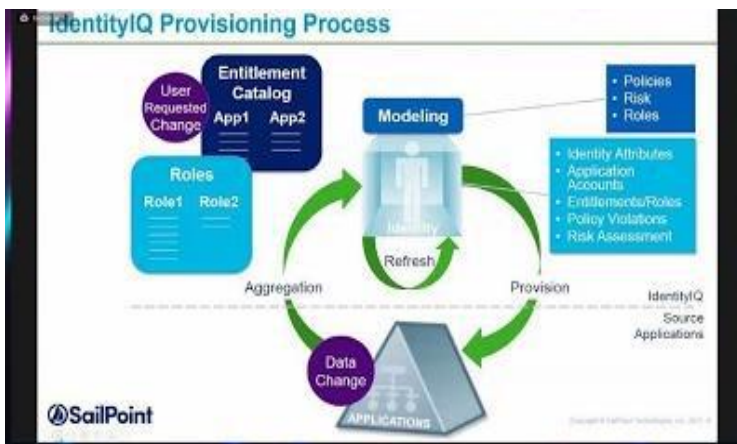 IdentityIQ Provisioning Process
Entitlement
Catalog
App1 App2
User
Requested
Change
Roles
Role1 Role2
Modeling
• Policies
• Risk
• Roles
• Identity Attributes
• Application
Accounts
• Entitlements/Roles
• Policy Violations
• Risk Assessment
Identity
Refresh
Aggregation
Provision
IdentityIQ
Source
Applications
Data
Change
APPLICATIONS
SailPoint